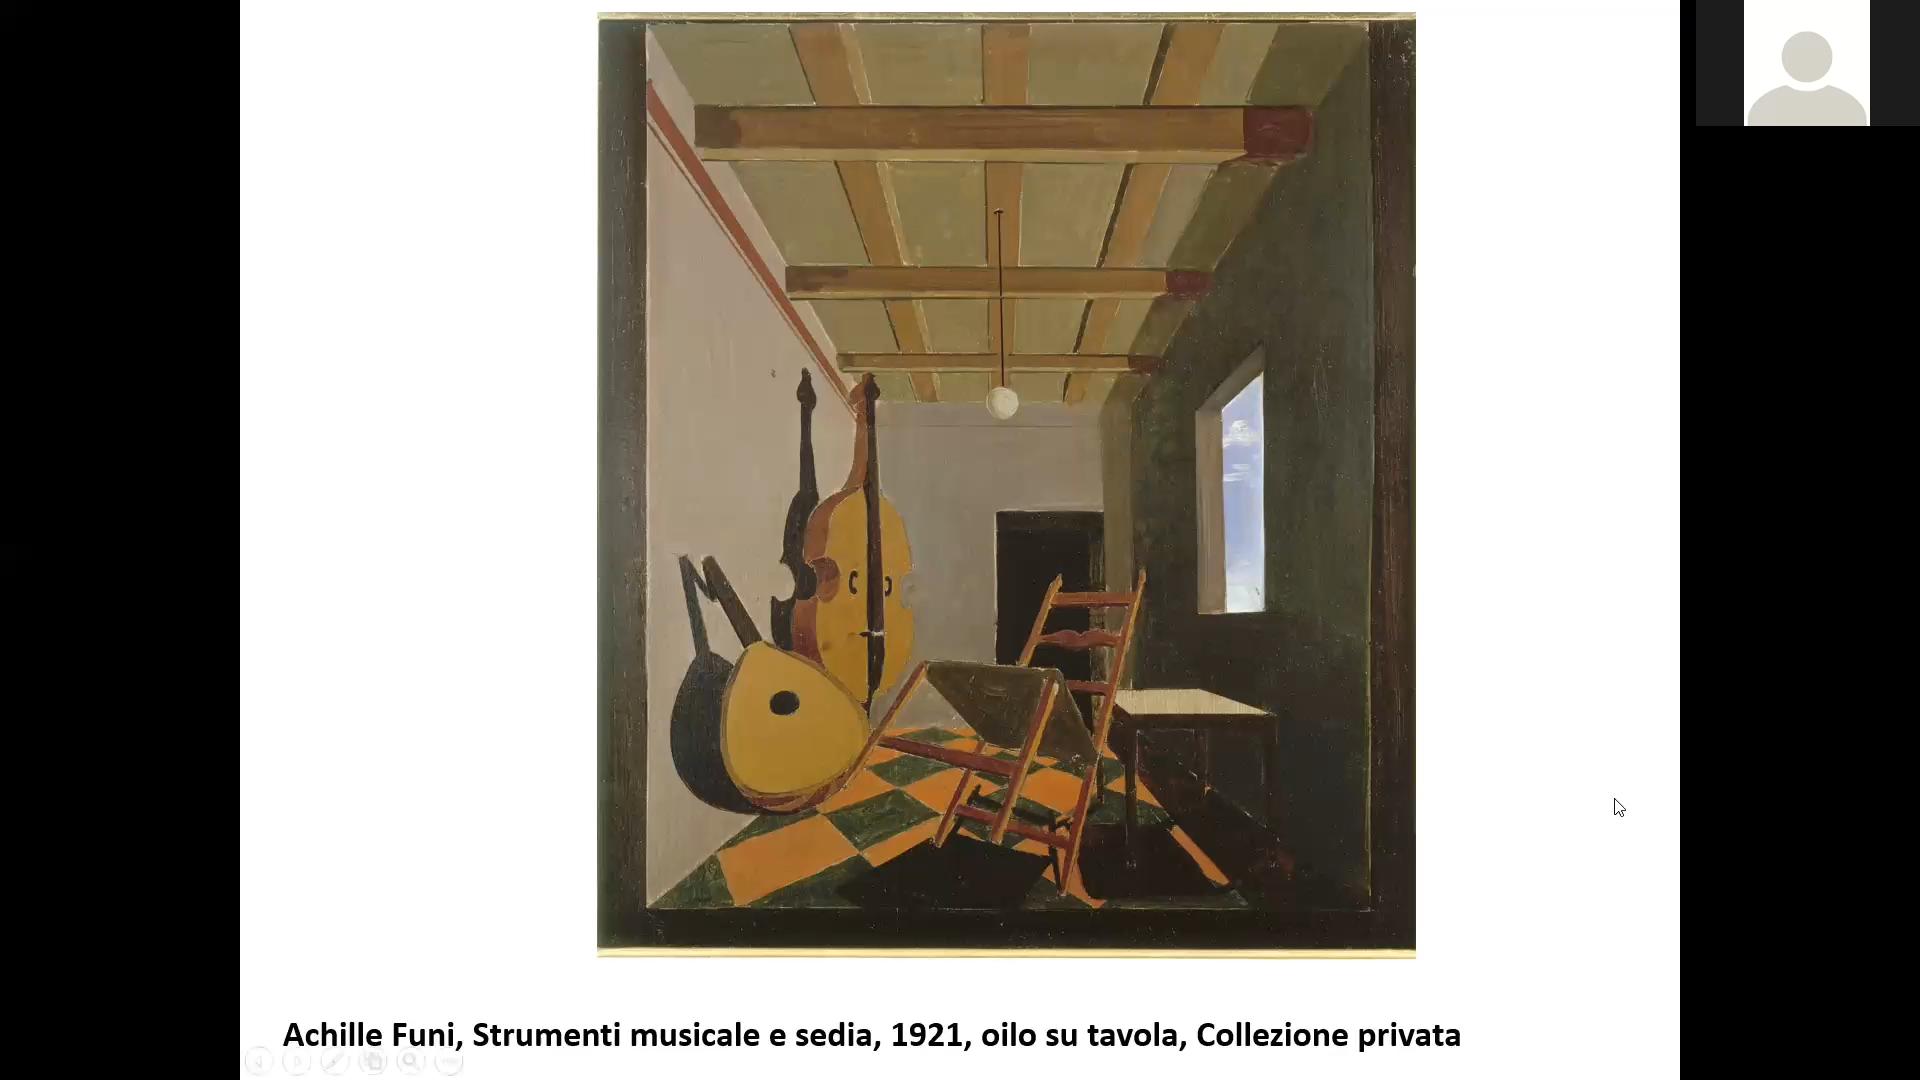 Achille Funi, Strumenti musicale e sedia, 1921, oilo su tavola, Collezione privata